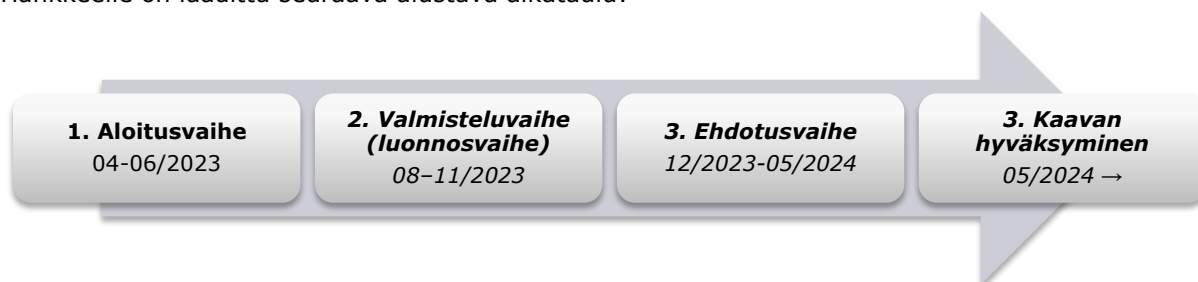 Hankkeelle on laadittu seuraava alustava aikataulu:
1. Aloitusvaihe
04-06/2023
2. Valmisteluvaihe
(luonnosvaihe)
08–11/2023
3. Ehdotusvaihe
12/2023-05/2024
3. Kaavan
hyväksyminen
05/2024 →